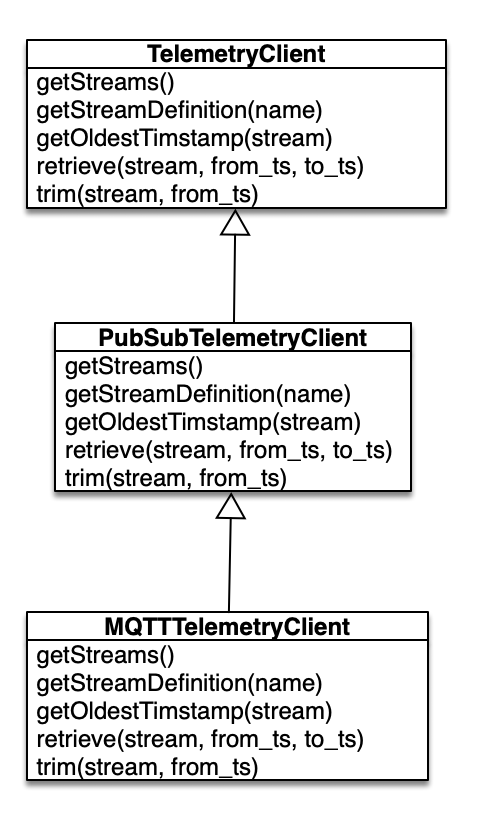 TelemetryClient
getStreams()
getStreamDefinition(name)
getOldestTimstamp(stream)
retrieve(stream, from_ts, to_ts)
trim(stream, from_ts)
PubSubTelemetryClient
getStreams()
getStreamDefinition(name)
getOldestTimstamp(stream)
retrieve(stream, from_ts, to_ts)
trim(stream, from_ts)
MQTTTelemetryClient
getStreams()
getStreamDefinition(name)
getOldestTimstamp(stream)
retrieve(stream, from_ts, to_ts)
trim(stream, from_ts)